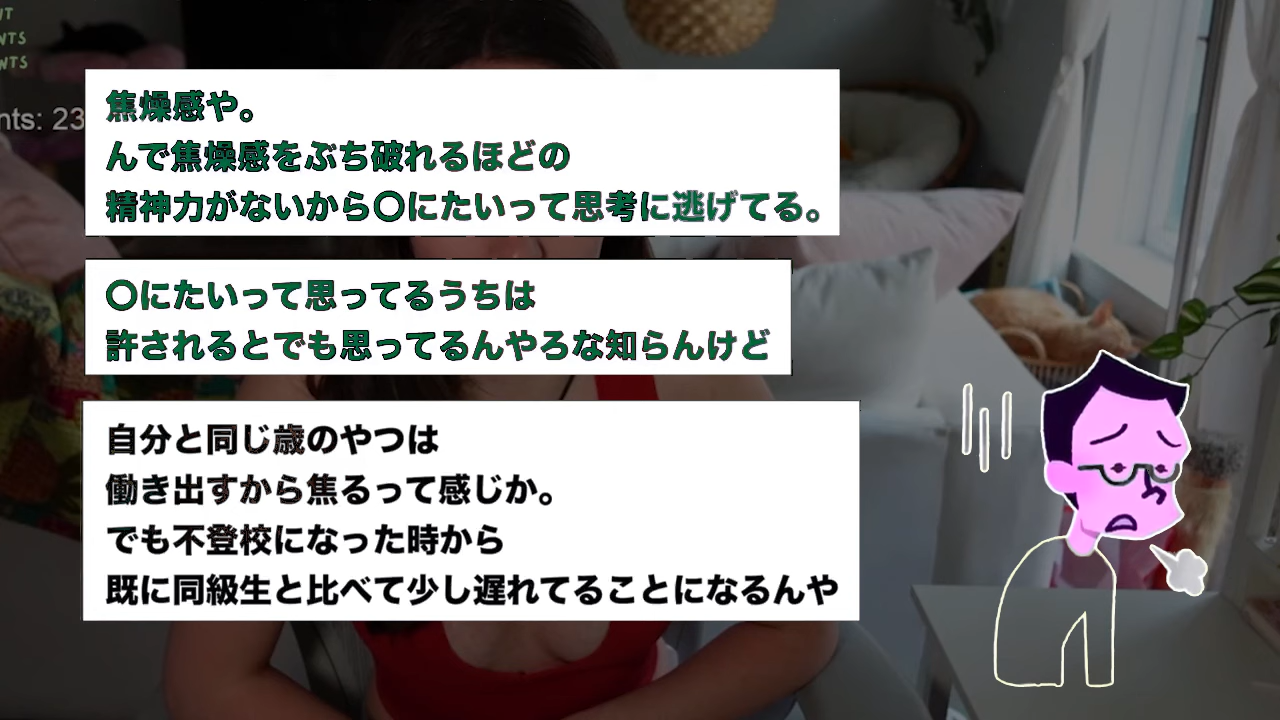 NTS
NTS
nts: 23
焦燥感や。
んで焦燥感をぶち破れるほどの
精神力がないから〇にたいって思考に逃げてる。
〇にたいって思ってるうちは
許されるとでも思ってるんやろな知らんけど
自分と同じ歳のやつは
働き出すから焦るって感じか。
でも不登校になった時から
既に同級生と比べて少し遅れてることになるんや